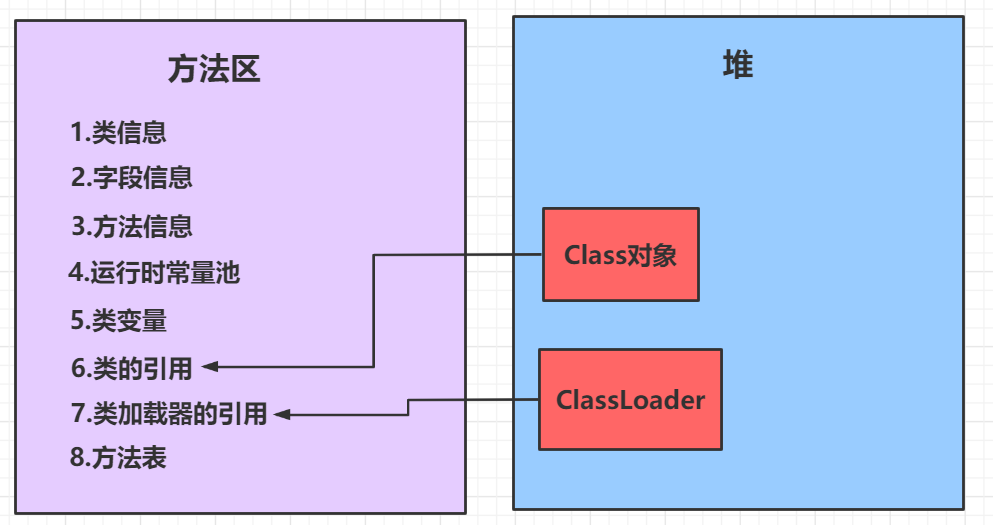 方法区
1.类信息
2.字段信息
3.方法信息
4.运行时常量池
5.类变量
6.类的引用
7.类加载器的引用
8.方法表
堆
Class对象
ClassLoader